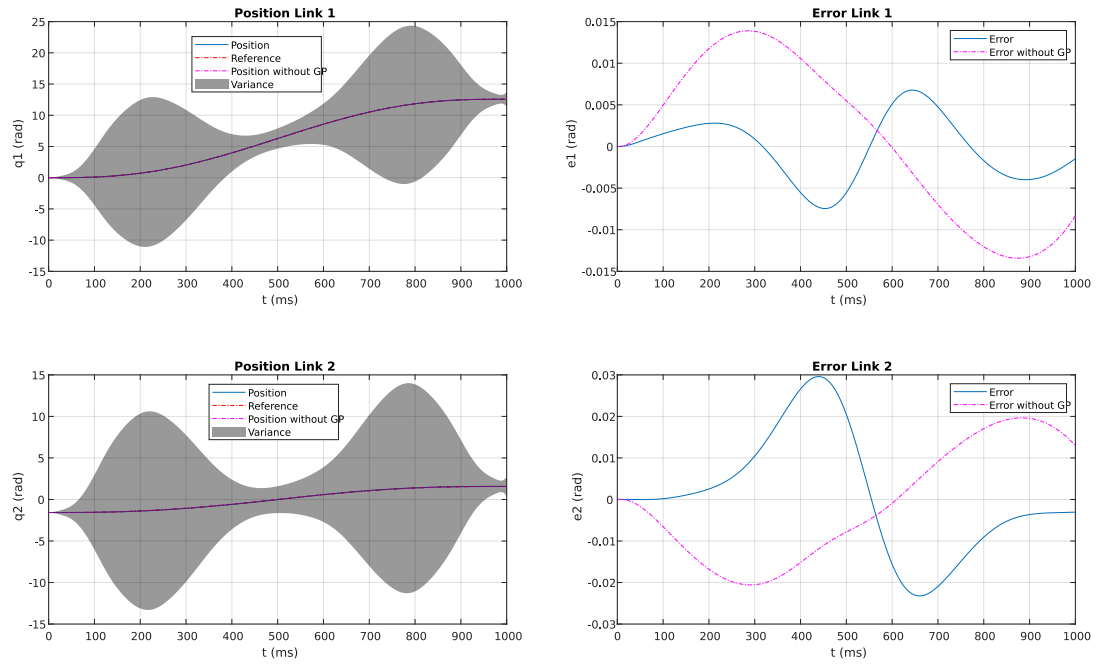 Position Link 1
25
20
15
10
5
0
-5
-10
-15
q1 (rad)
Position
Reference
Position without GP
Variance
0 100 200 300 400 500 600 700 800 900 1000
t (ms)
Error Link 1
0.015
0.01
0.005
0
-0.005
-0.01
-0.015
e1 (rad)
Error
Error without GP
0 100 200 300 400 500 600 700 800 900 1000
t (ms)
Position Link 2
15
10
5
0
-5
-10
-15
q2 (rad)
Position
Reference
Position without GP
Variance
0 100 200 300 400 500 600 700 800 900 1000
t (ms)
Error Link 2
0.03
0.02
0.01
0
-0.01
-0.02
-0.03
e2 (rad)
Error
Error without GP
0 100 200 300 400 500 600 700 800 900 1000
t (ms)